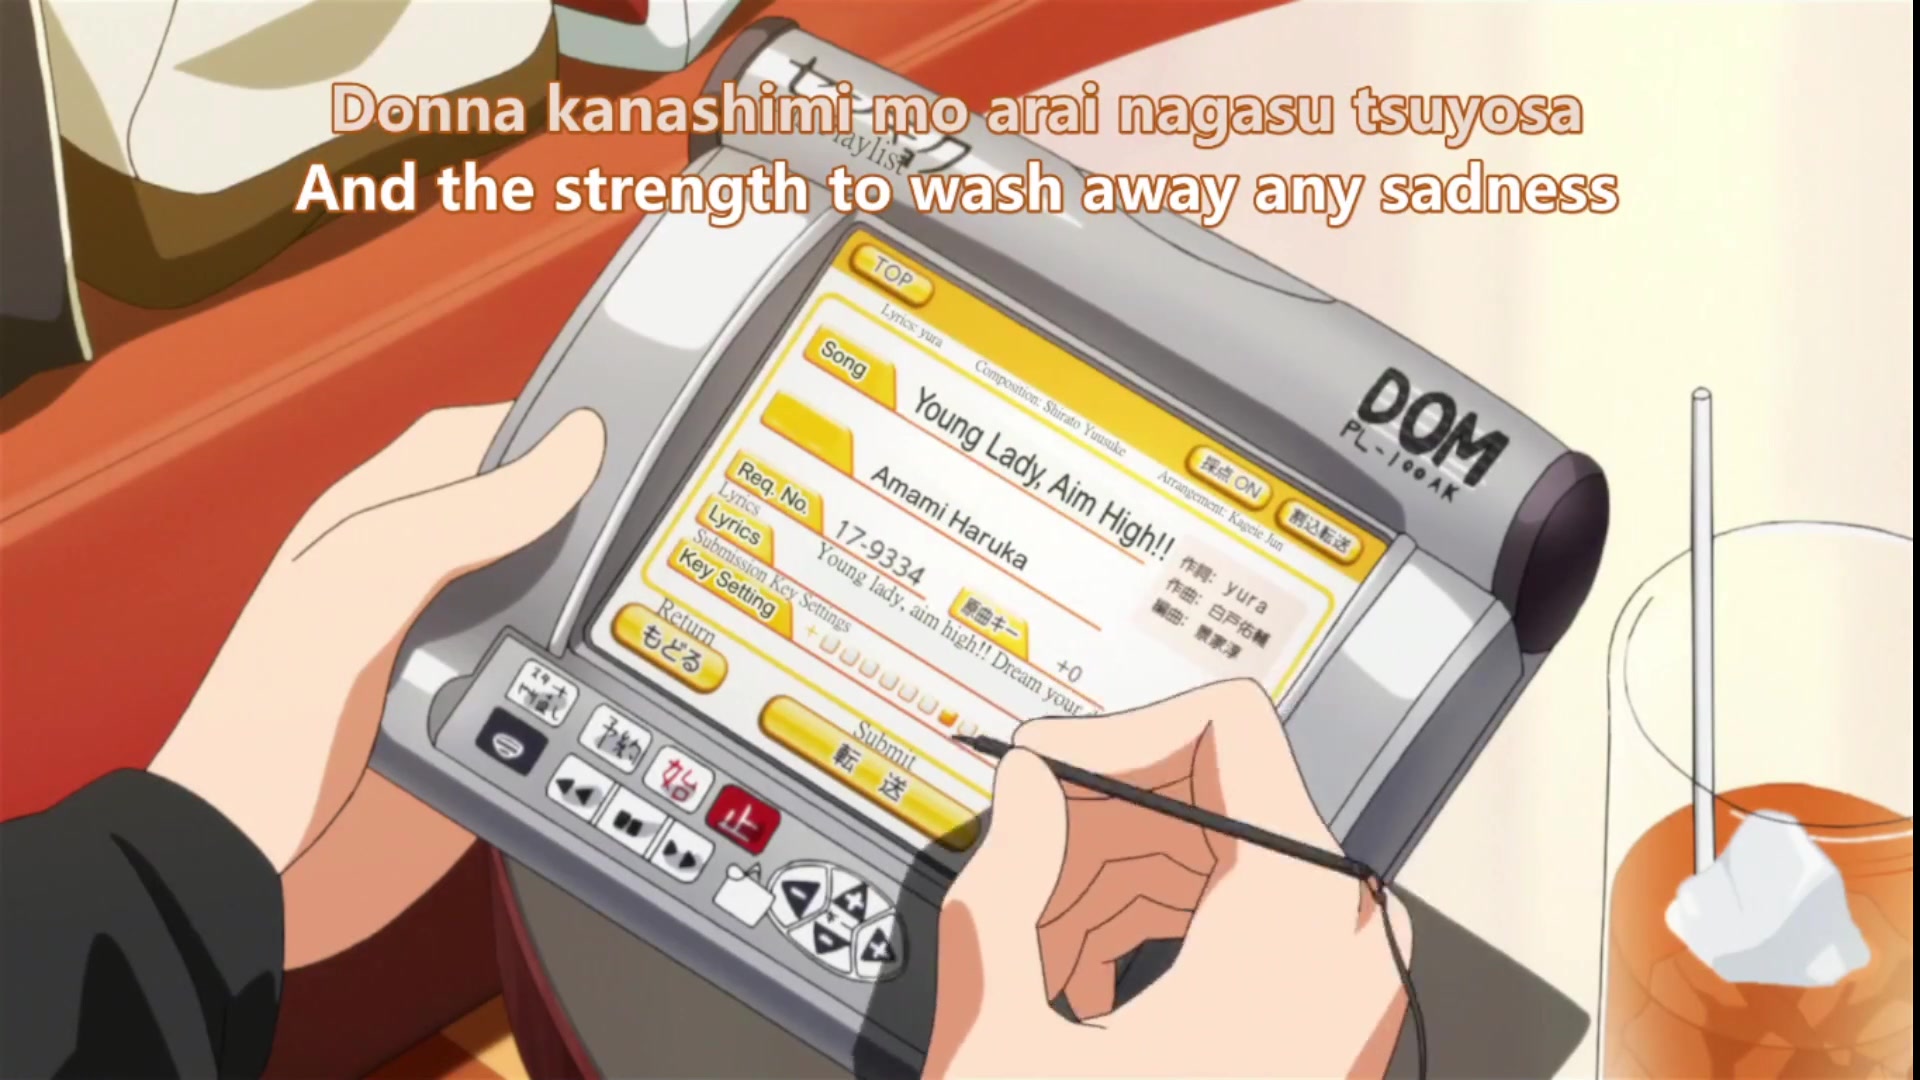 Donna kanashimi mo arai nagasu tsuyosa
And the strength to wash away any sadness
DOM
PL-100AK
TOP
Lyrics: yura
Composition: Shirato Yuusuke
Arrangement: Kageie Jun
採点ON
割込転送
Song
Young Lady, Aim High!!
Amami Haruka
作詞: yura
作曲: 白戸佑輔
編曲: 景家淳
Req. No.
17-9334
原曲キー
+0
Lyrics
Lyrics
Young lady, aim high!! Dream your
Submission Key Settings
Key Setting
Return
もどる
Submit
転送
予約
始
止